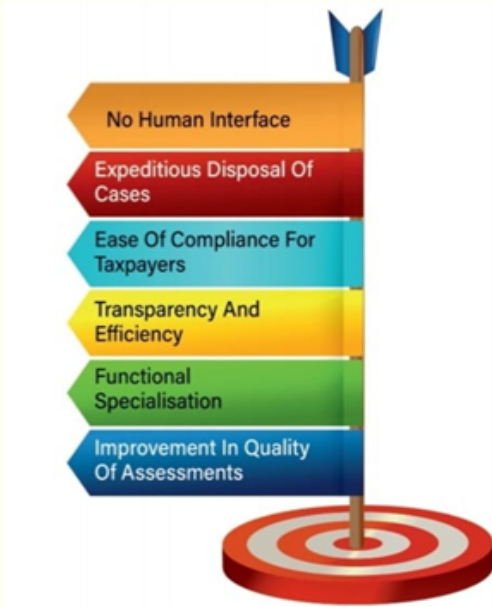 No Human Interface
Expeditious Disposal Of
Cases
Ease Of Compliance For
Taxpayers
Transparency And
Efficiency
Functional
Specialisation
Improvement In Quality
Of Assessments